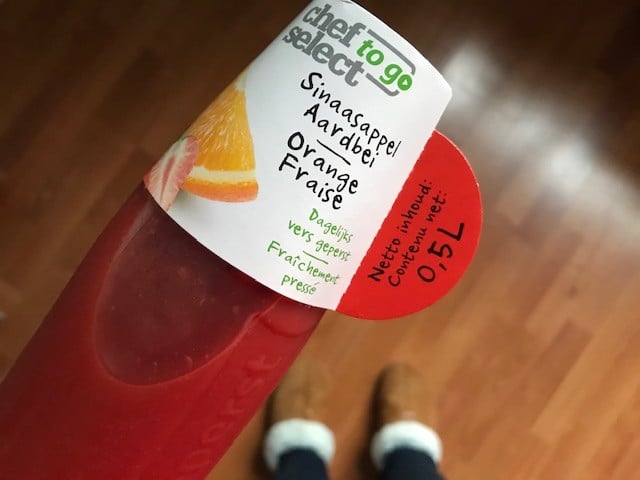 chef to go
select
Sinaasappel
Aardbei
Orange
Fraise
Dagelijks
vers geperst
Fraîchement
pressé
Netto inhoud:
Contenu net:
0,5 L